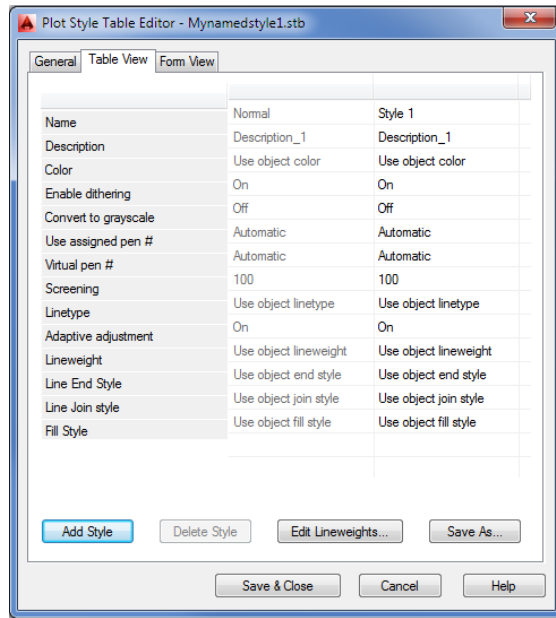 Plot Style Table Editor - Mynamedstyle1.stb
General Table View Form View
Name Normal Style 1
Description Description_1 Description_1
Color Use object color Use object color
Enable dithering On On
Convert to grayscale Off Off
Use assigned pen # Automatic Automatic
Virtual pen # Automatic Automatic
Screening 100 100
Linetype Use object linetype Use object linetype
Adaptive adjustment On On
Lineweight Use object lineweight Use object lineweight
Line End Style Use object end style Use object end style
Line Join style Use object join style Use object join style
Fill Style Use object fill style Use object fill style
Add Style Delete Style Edit Lineweights... Save As...
Save & Close Cancel Help